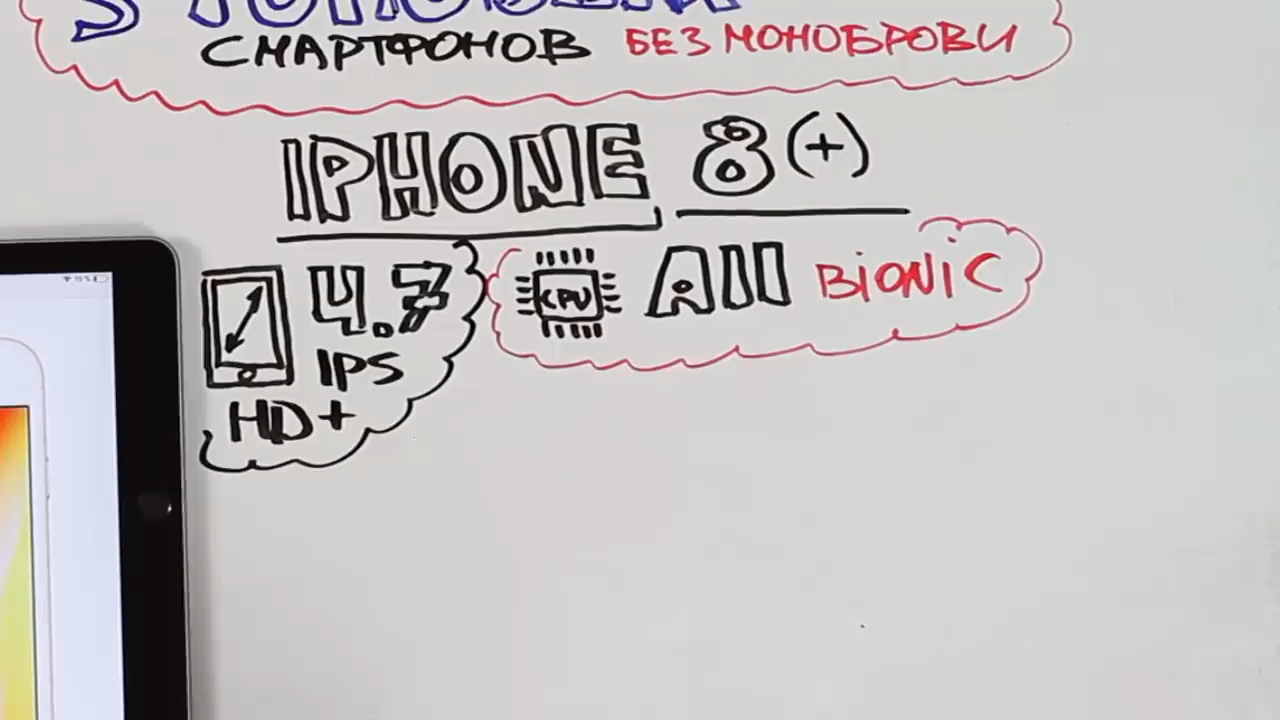 СМАРТФОНОВ БЕЗ МОНОБРОВИ
IPHONE 8(+)
4.7
IPS
HD+
CPU A11 BIONIC